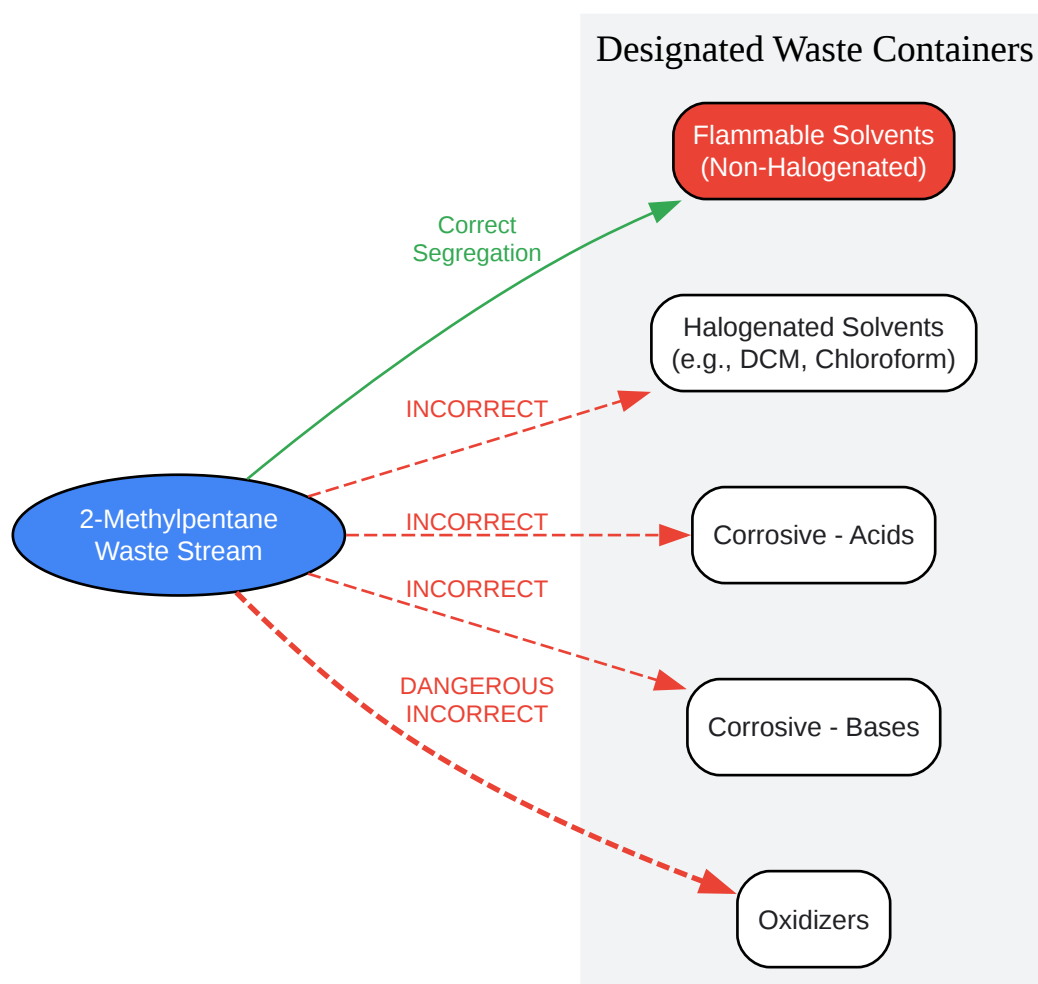 Designated Waste Containers
Flammable Solvents
(Non-Halogenated)
Correct
Segregation
Halogenated Solvents
(e.g., DCM, Chloroform)
INCORRECT
2-Methylpentane
Waste Stream
INCORRECT
Corrosive - Acids
INCORRECT
DANGEROUS
INCORRECT
Corrosive - Bases
Oxidizers